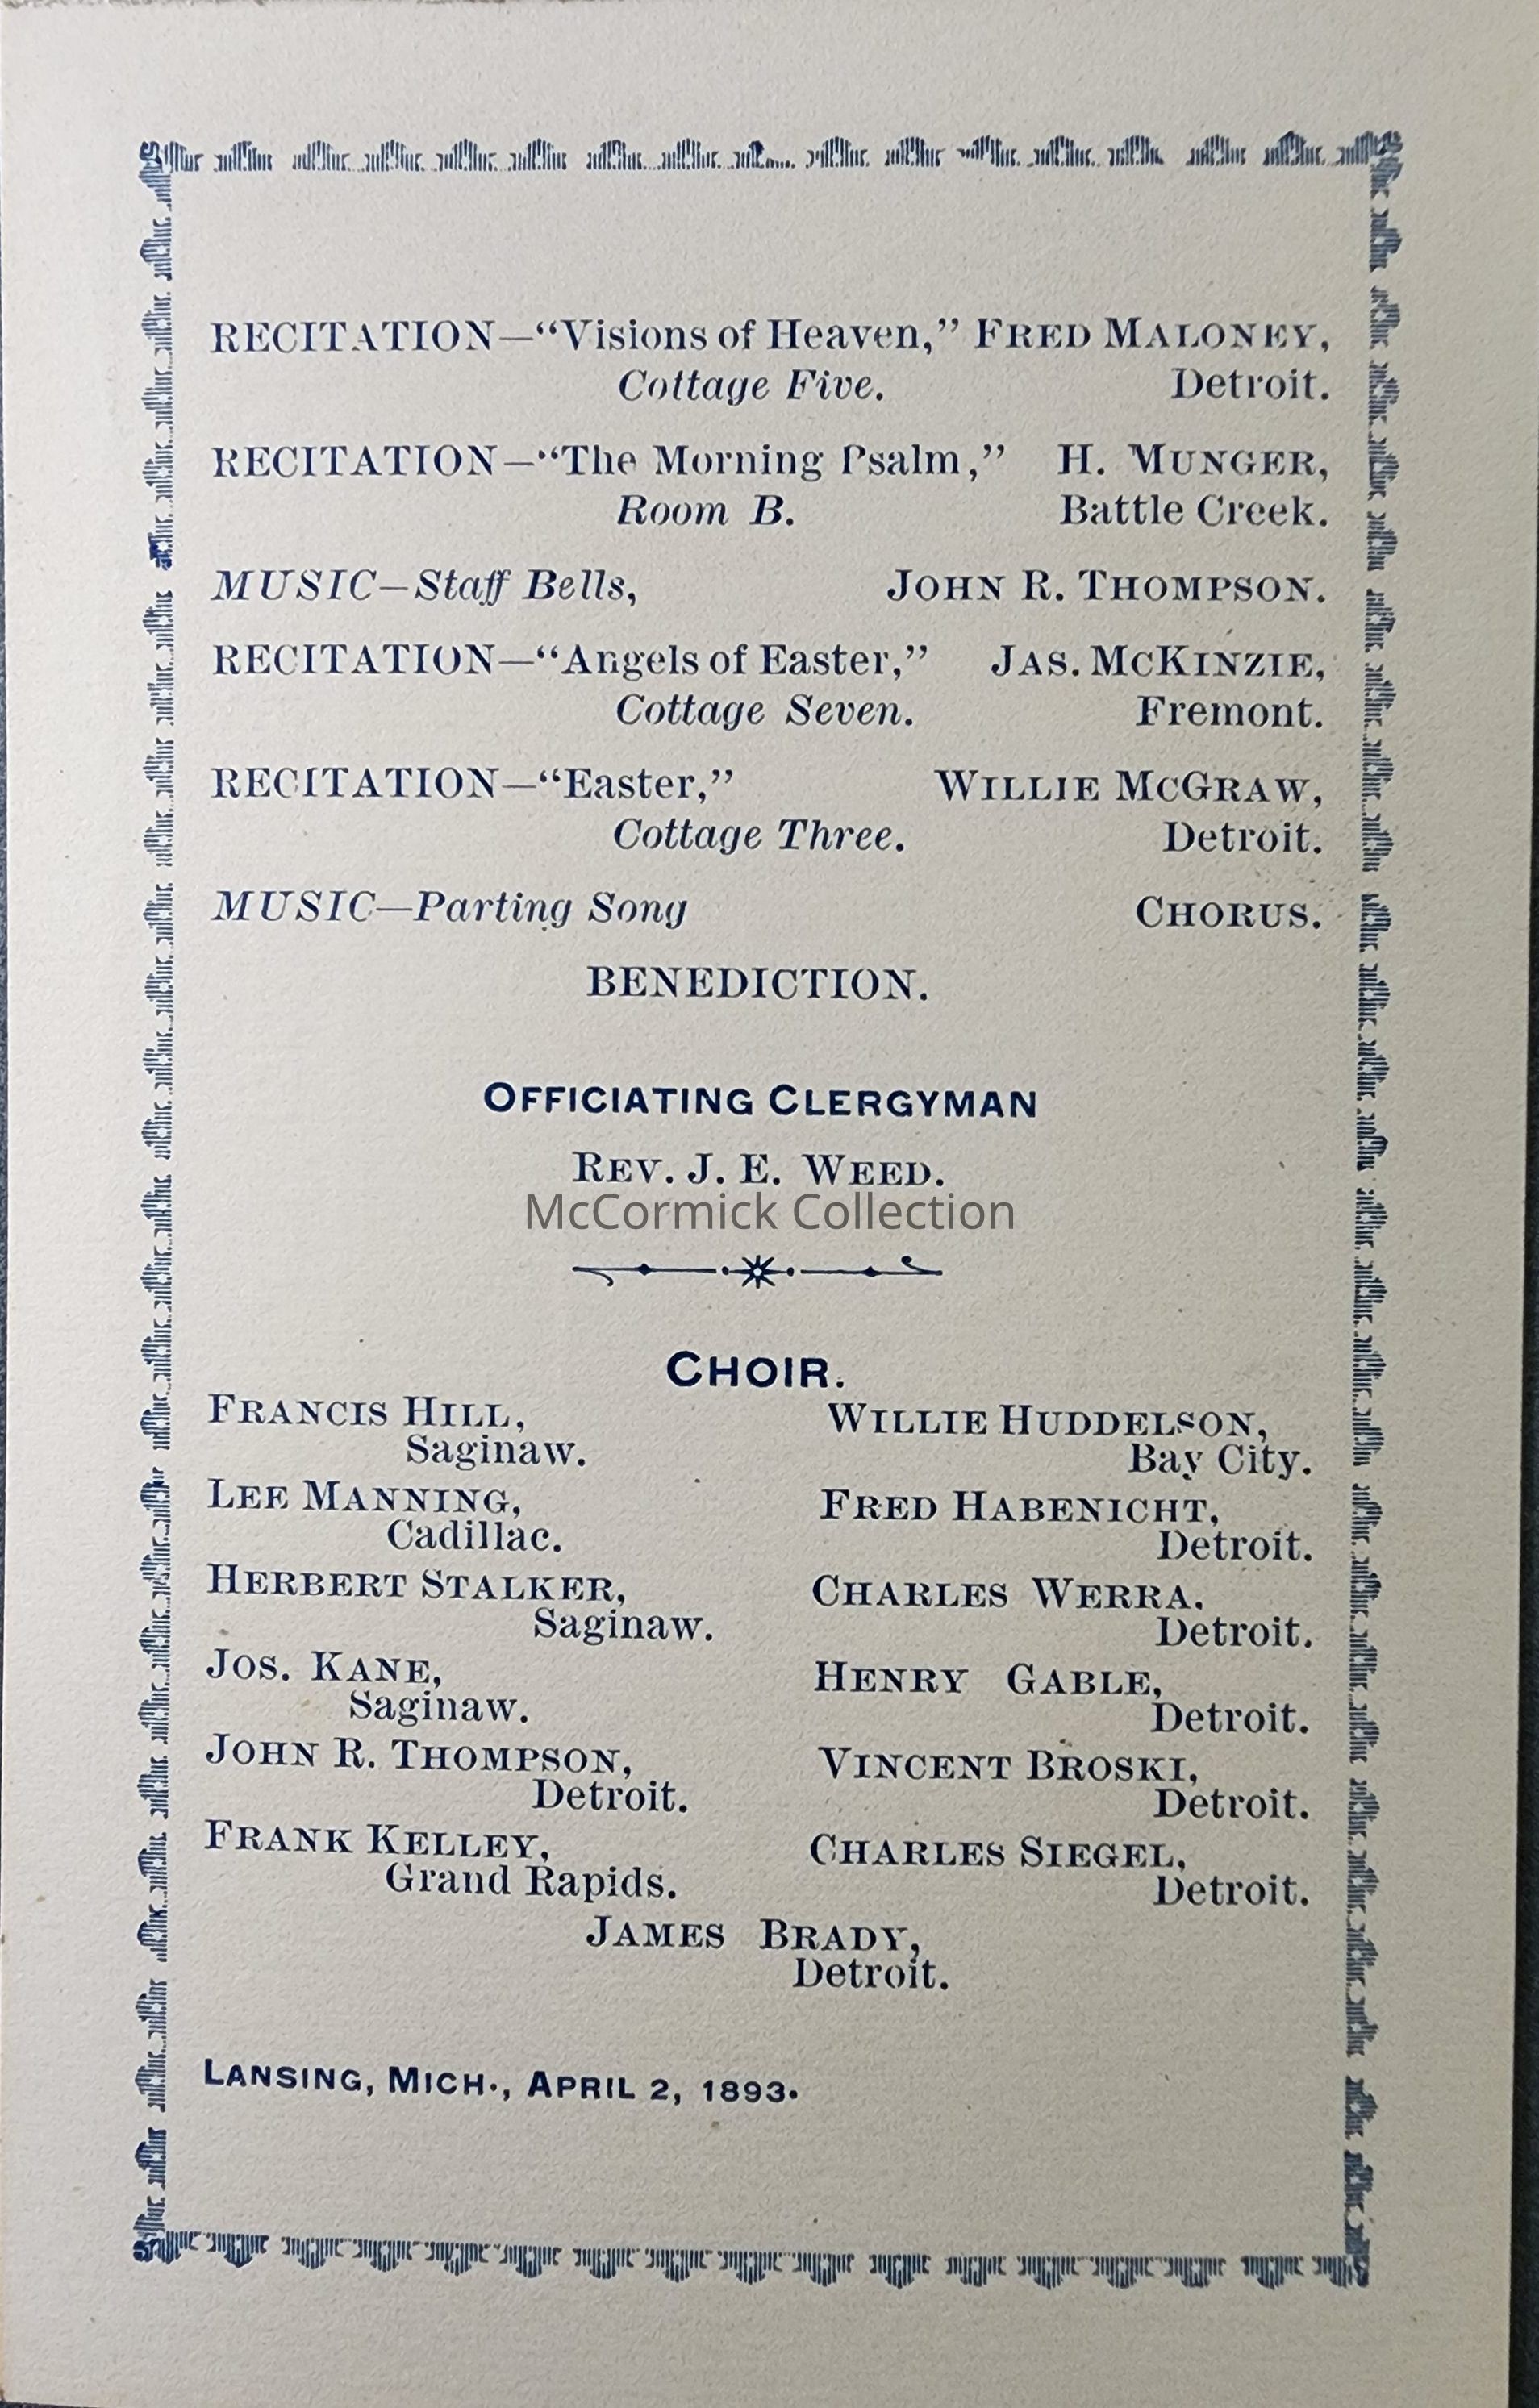 RECITATION—“Visions of Heaven,” FRED MALONEY,
Cottage Five. Detroit.
RECITATION—“The Morning Psalm,” H. MUNGER,
Room B. Battle Creek.
MUSIC—Staff Bells, JOHN R. THOMPSON.
RECITATION—“Angels of Easter,” JAS. MCKINZIE,
Cottage Seven. Fremont.
RECITATION—“Easter,” WILLIE MCGRAW,
Cottage Three. Detroit.
MUSIC—Parting Song CHORUS.
BENEDICTION.
OFFICIATING CLERGYMAN
REV. J. E. WEED.
McCormick Collection
CHOIR.
FRANCIS HILL, WILLIE HUDDELSON,
Saginaw. Bay City.
LEE MANNING, FRED HABENICHT,
Cadillac. Detroit.
HERBERT STALKER, CHARLES WERRA.
Saginaw. Detroit.
JOS. KANE, HENRY GABLE,
Saginaw. Detroit.
JOHN R. THOMPSON, VINCENT BROSKI,
Detroit. Detroit.
FRANK KELLEY, CHARLES SIEGEL,
Grand Rapids. Detroit.
JAMES BRADY,
Detroit.
LANSING, MICH., APRIL 2, 1893.